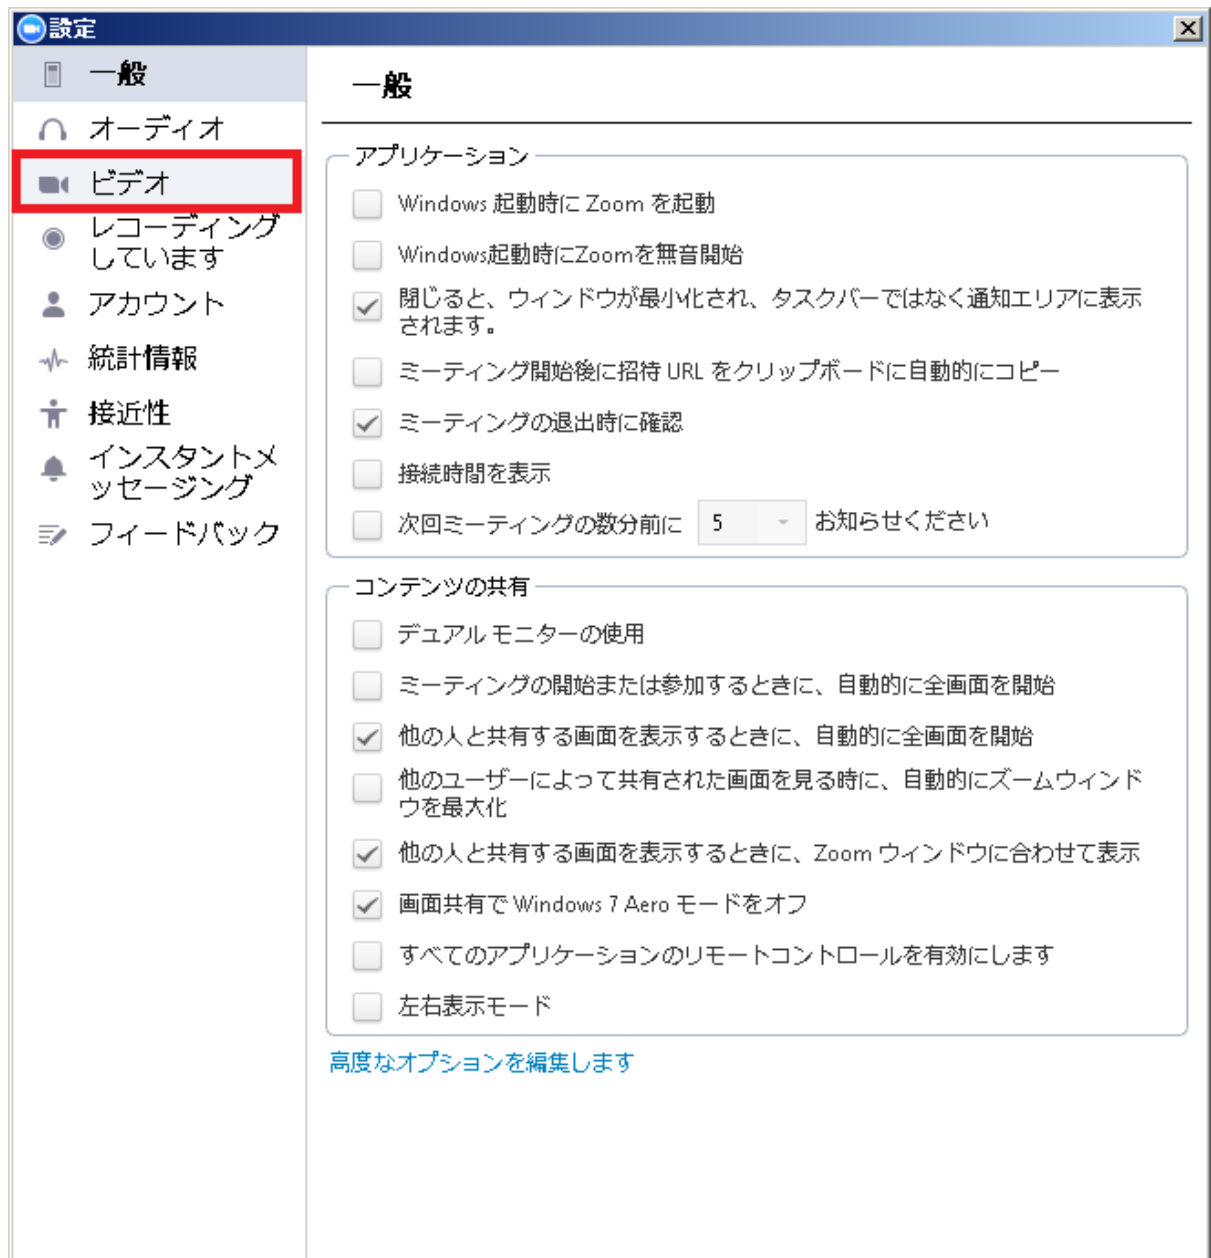 設定
一般
オーディオ
ビデオ
レコーディング
しています
アカウント
統計情報
接近性
インスタントメ
ッセージング
フィードバック
一般
アプリケーション
Windows 起動時に Zoom を起動
Windows起動時にZoomを無音開始
閉じると、ウィンドウが最小化され、タスクバーではなく通知エリアに表示
されます。
ミーティング開始後に招待 URL をクリップボードに自動的にコピー
ミーティングの退出時に確認
接続時間を表示
次回ミーティングの数分前に 5 お知らせください
コンテンツの共有
デュアル モニターの使用
ミーティングの開始または参加するときに、自動的に全画面を開始
他の人と共有する画面を表示するときに、自動的に全画面を開始
他のユーザーによって共有された画面を見る時に、自動的にズームウィンド
ウを最大化
他の人と共有する画面を表示するときに、Zoom ウィンドウに合わせて表示
画面共有で Windows 7 Aero モードをオフ
すべてのアプリケーションのリモートコントロールを有効にします
左右表示モード
高度なオプションを編集します